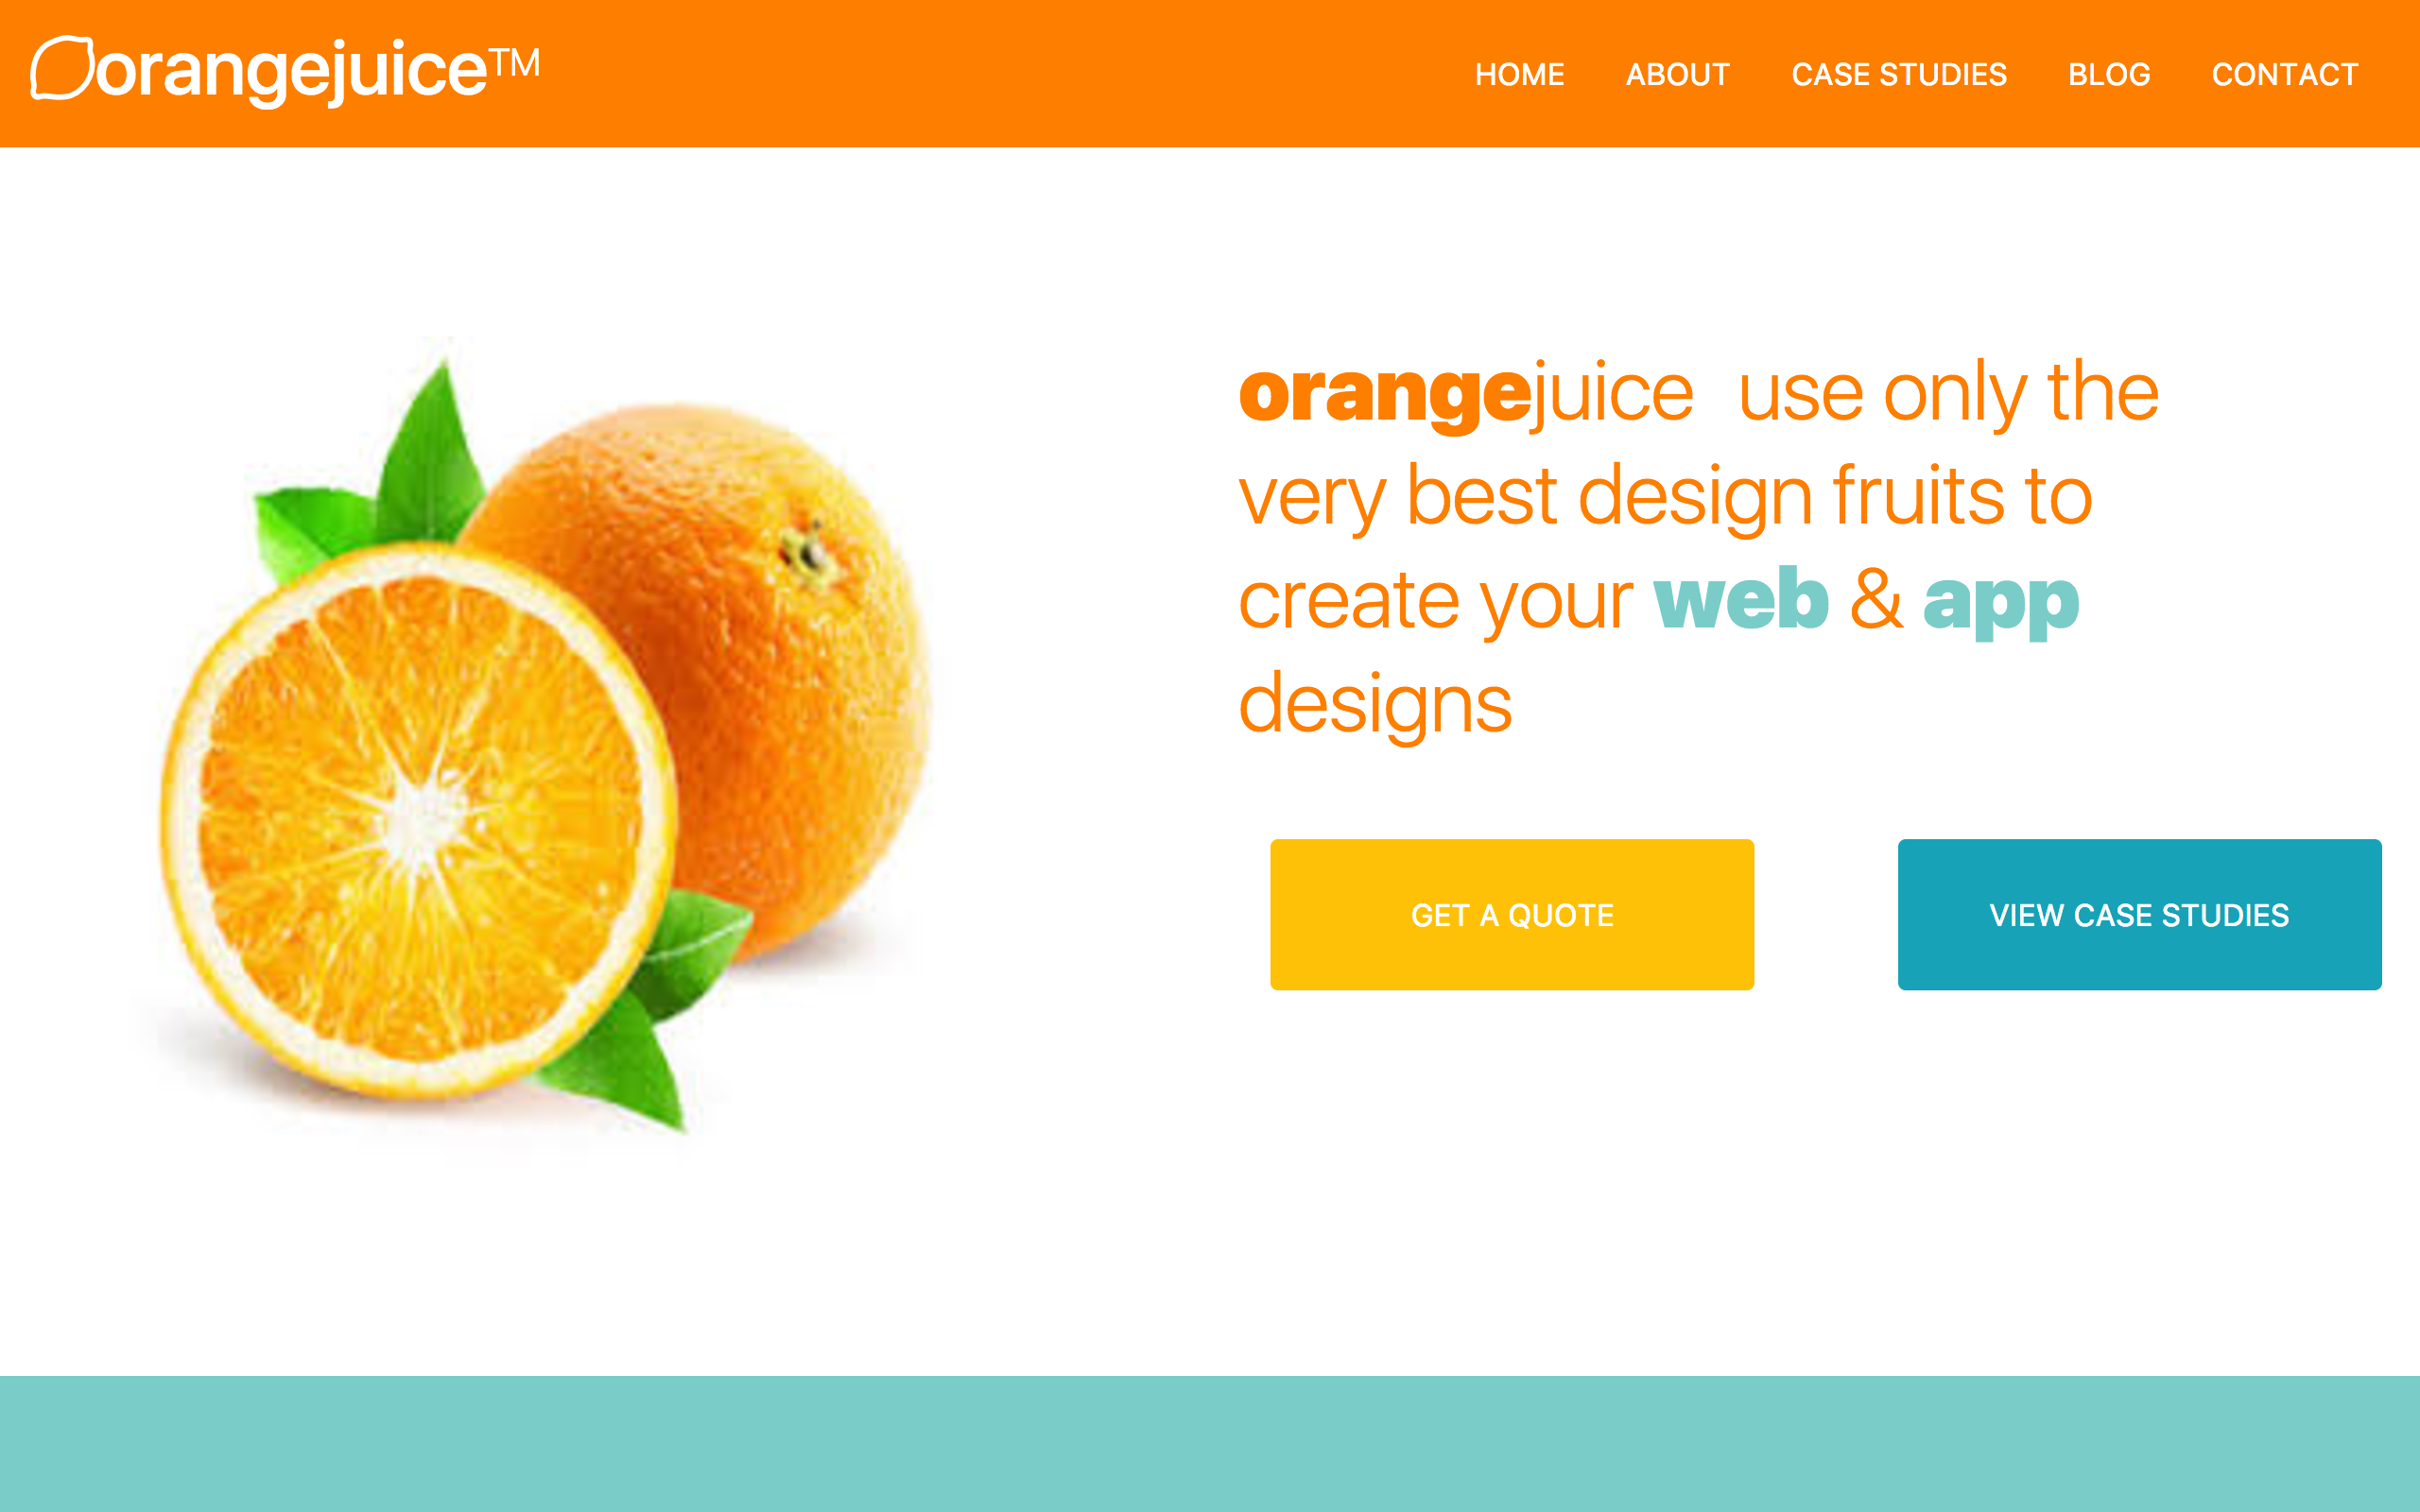 orangejuice™
HOME ABOUT CASE STUDIES BLOG CONTACT
orangejuice use only the
very best design fruits to
create your web & app
designs
GET A QUOTE VIEW CASE STUDIES